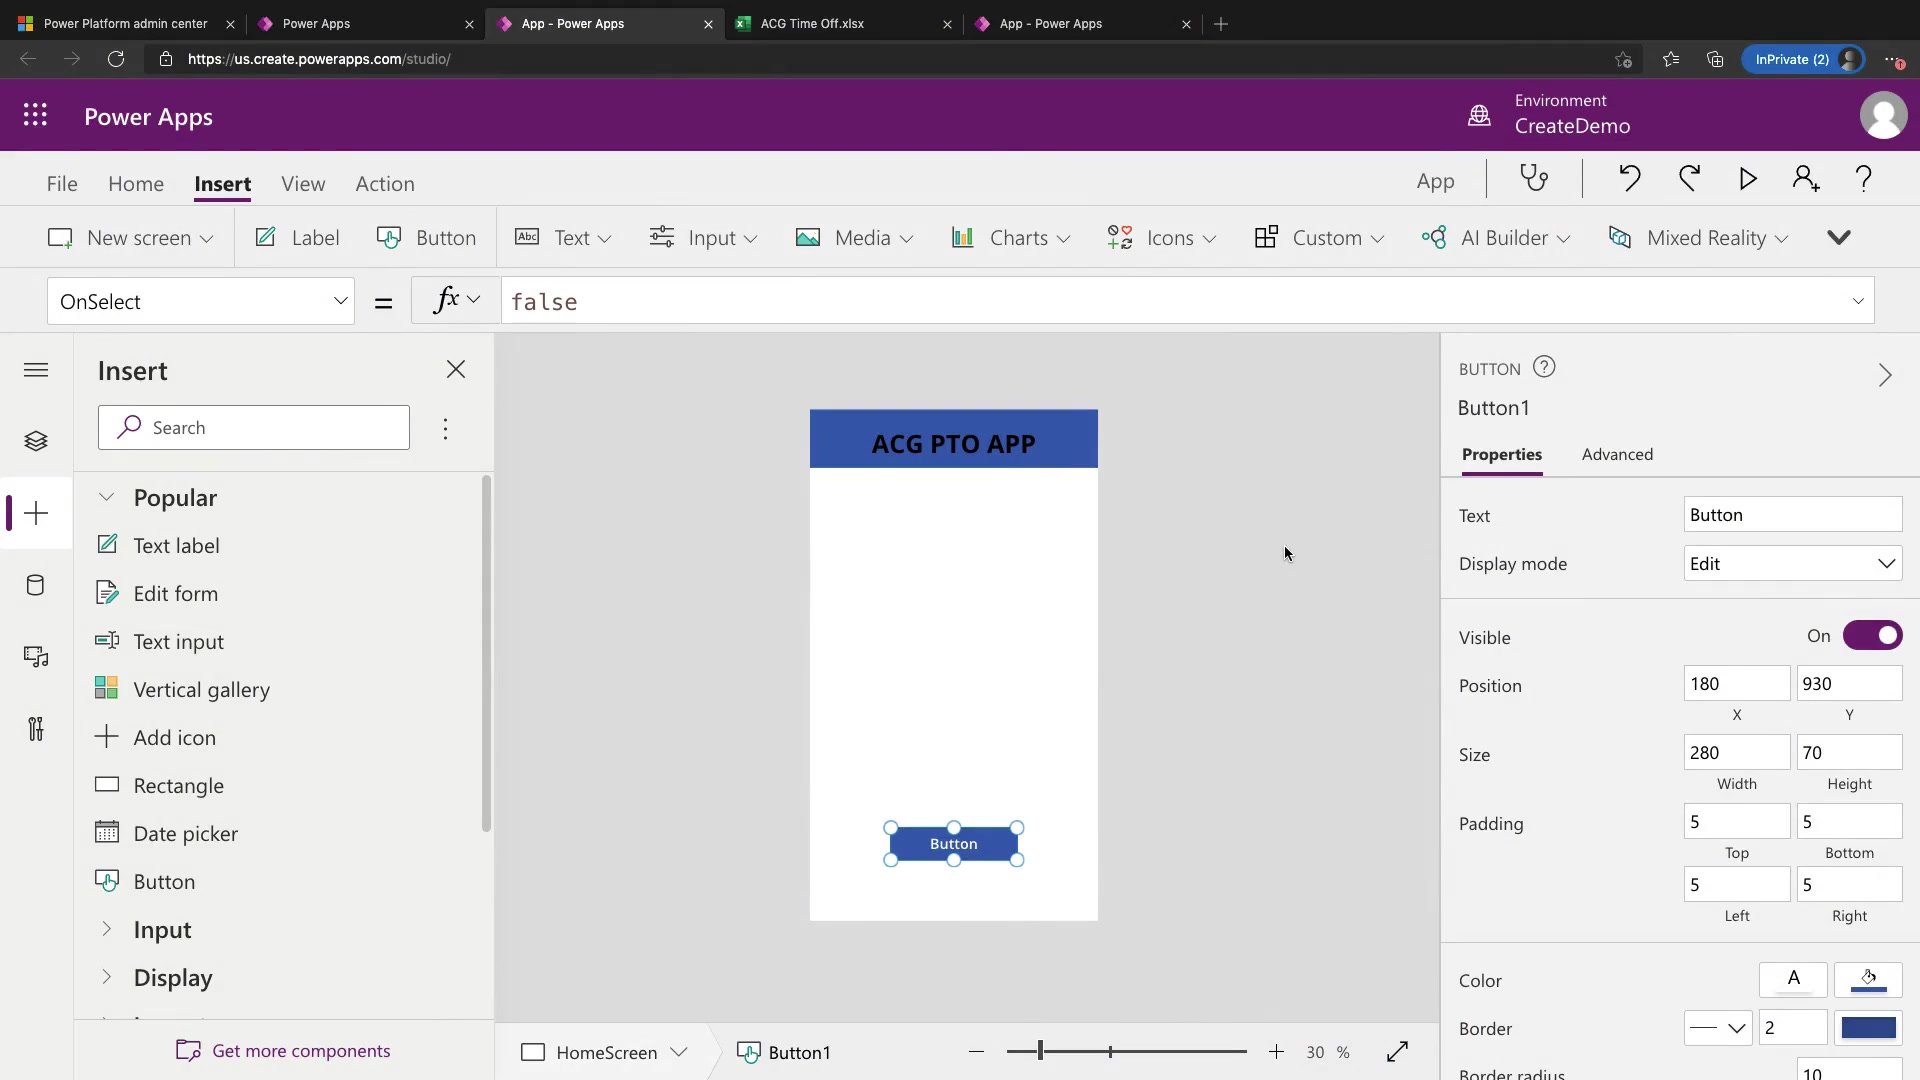 Power Platform admin center
Power Apps
App - Power Apps
ACG Time Off.xlsx
App - Power Apps
https://us.create.powerapps.com/studio/
InPrivate (2)
Power Apps
Environment
CreateDemo
File
Home
Insert
View
Action
App
New screen
Label
Button
Abc
Text
Input
Media
Charts
Icons
Custom
AI Builder
Mixed Reality
OnSelect
=
fx
false
Insert
Search
Popular
Text label
Edit form
Text input
Vertical gallery
Add icon
Rectangle
Date picker
Button
Input
Display
Get more components
ACG PTO APP
Button
HomeScreen
Button1
30 %
BUTTON
Button1
Properties
Advanced
Text
Button
Display mode
Edit
Visible
On
Position
180
930
X
Y
Size
280
70
Width
Height
Padding
5
5
Top
Bottom
5
5
Left
Right
Color
A
Border
2
Border radius
10